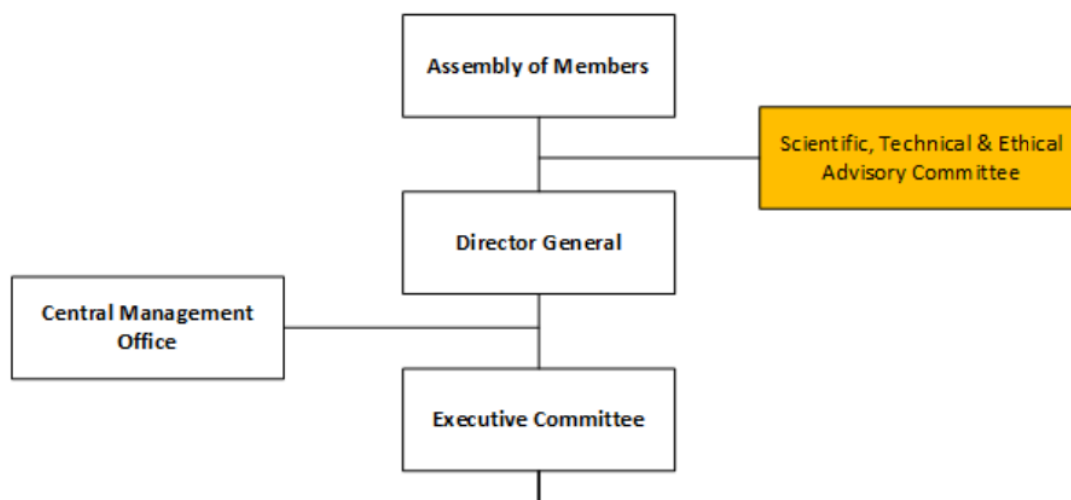 Assembly of Members
Scientific, Technical & Ethical
Advisory Committee
Director General
Central Management
Office
Executive Committee